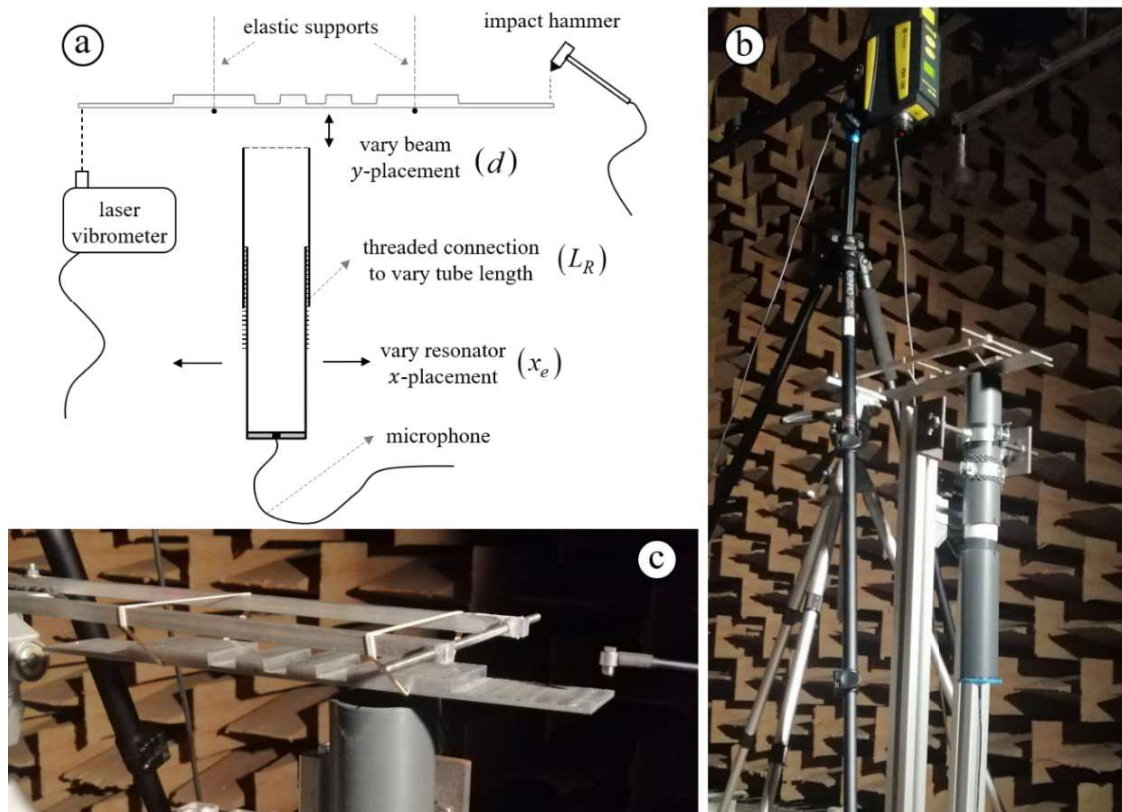 a
elastic supports
impact hammer
vary beam
y-placement (d)
laser
vibrometer
threaded connection
to vary tube length (L_R)
vary resonator
x-placement (x_e)
microphone
b
c